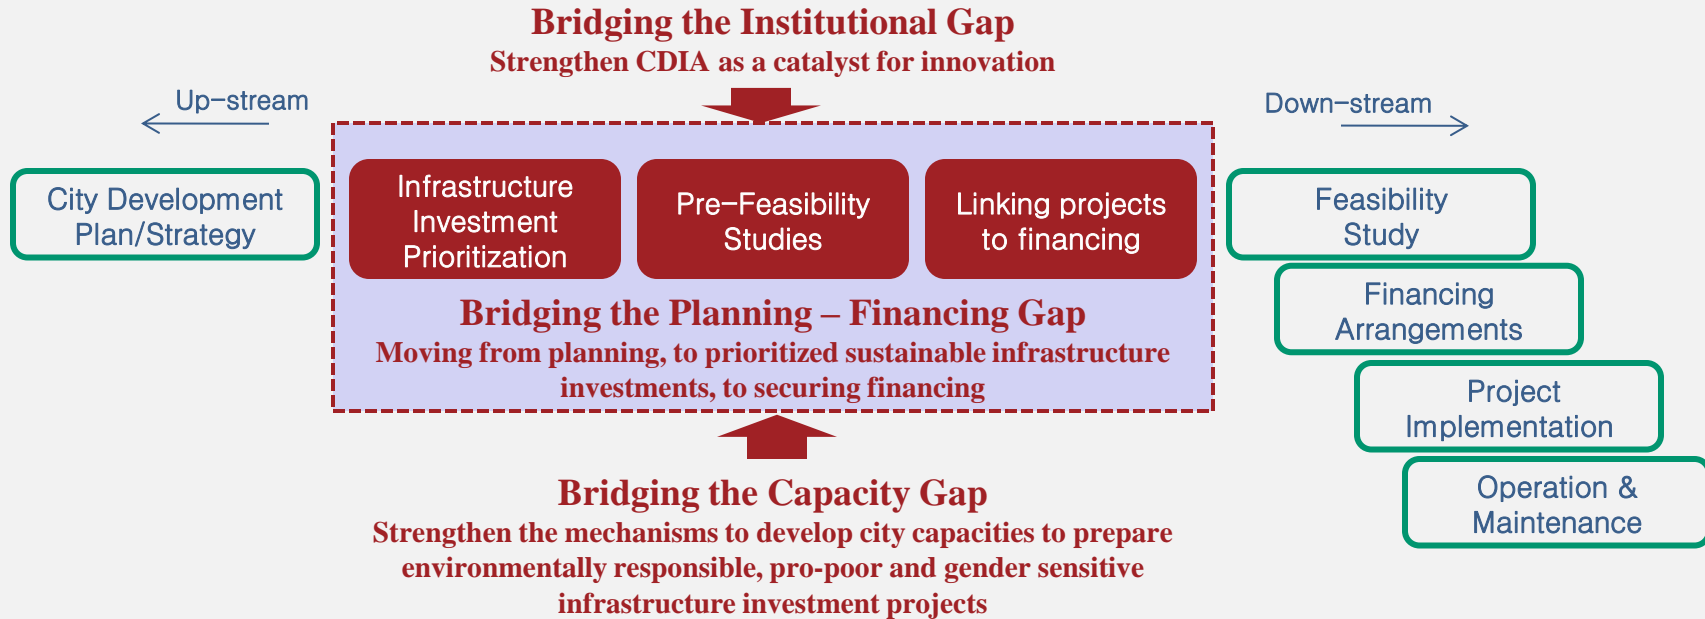 Bridging the Institutional Gap
Strengthen CDIA as a catalyst for innovation
Up-stream
Down-stream
City Development
Plan/Strategy
Infrastructure
Investment
Prioritization
Pre-Feasibility
Studies
Linking projects
to financing
Feasibility
Study
Financing
Arrangements
Project
Implementation
Operation &
Maintenance
Bridging the Planning – Financing Gap
Moving from planning, to prioritized sustainable infrastructure
investments, to securing financing
Bridging the Capacity Gap
Strengthen the mechanisms to develop city capacities to prepare
environmentally responsible, pro-poor and gender sensitive
infrastructure investment projects